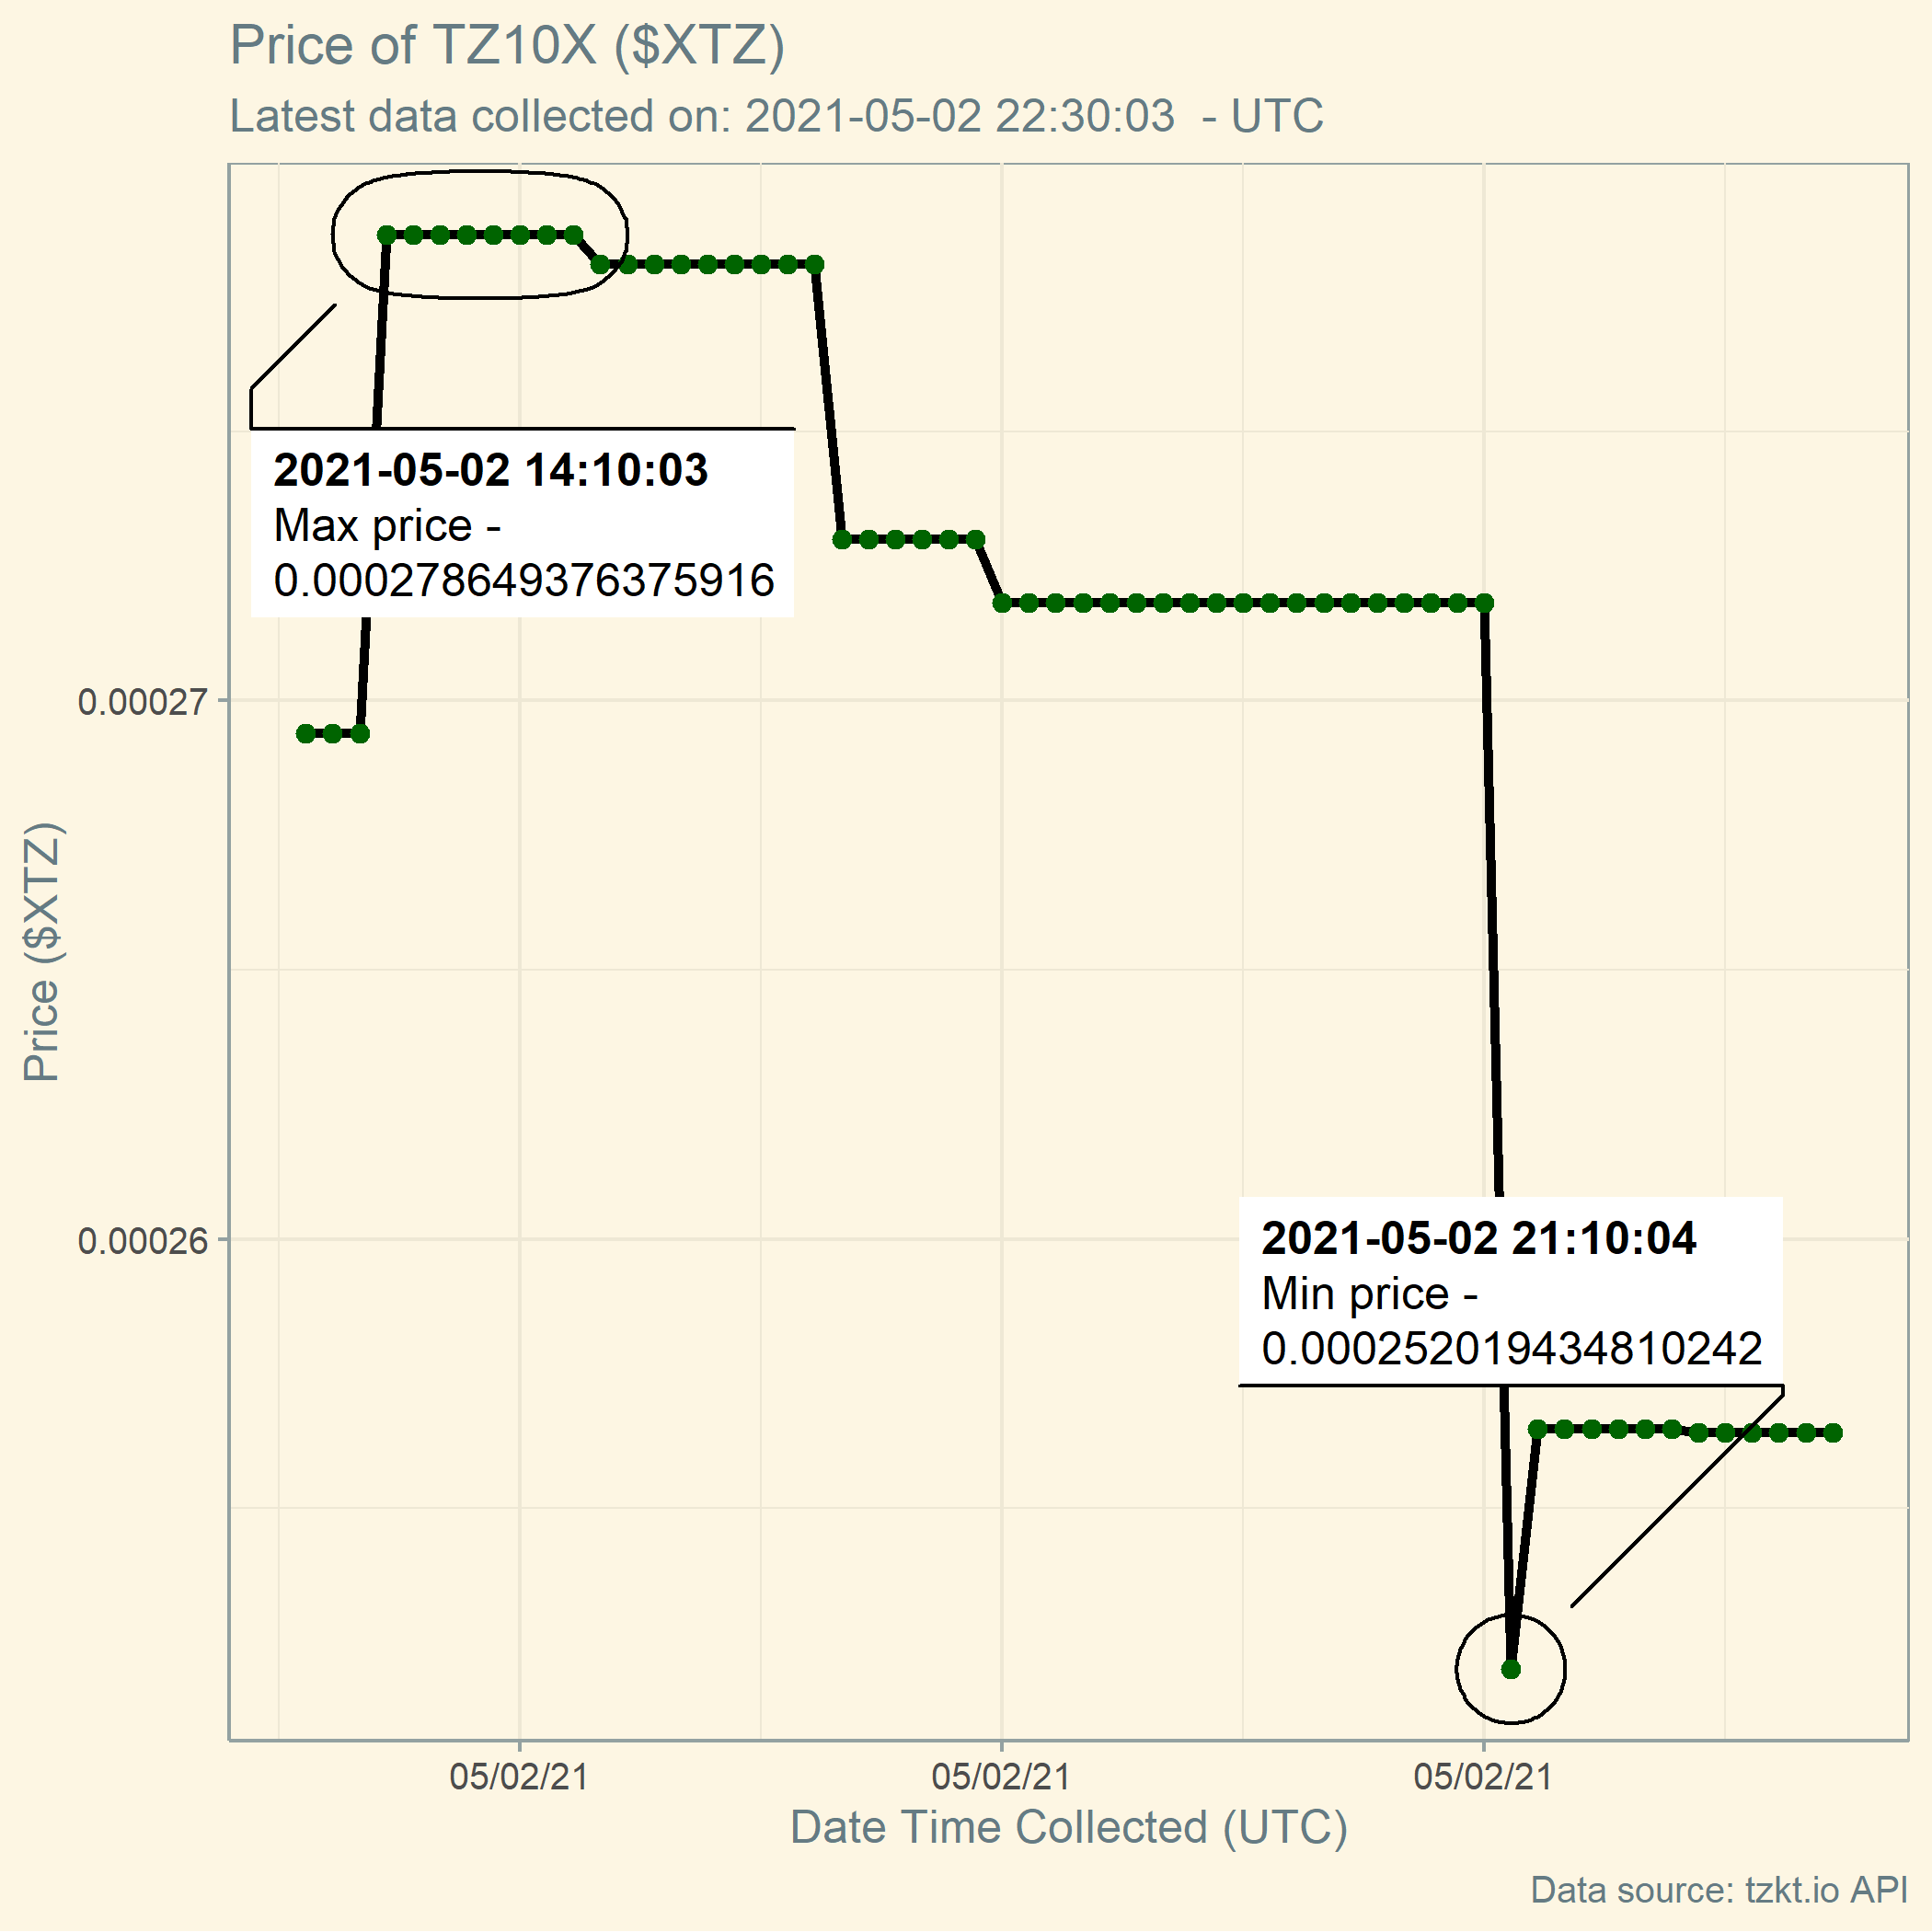 Price of TZ10X ($XTZ)
Latest data collected on: 2021-05-02 22:30:03  - UTC
2021-05-02 14:10:03
Max price -
0.000278649376375916
0.00027
Price ($XTZ)
0.00026
2021-05-02 21:10:04
Min price -
0.000252019434810242
05/02/21
05/02/21
05/02/21
Date Time Collected (UTC)
Data source: tzkt.io API